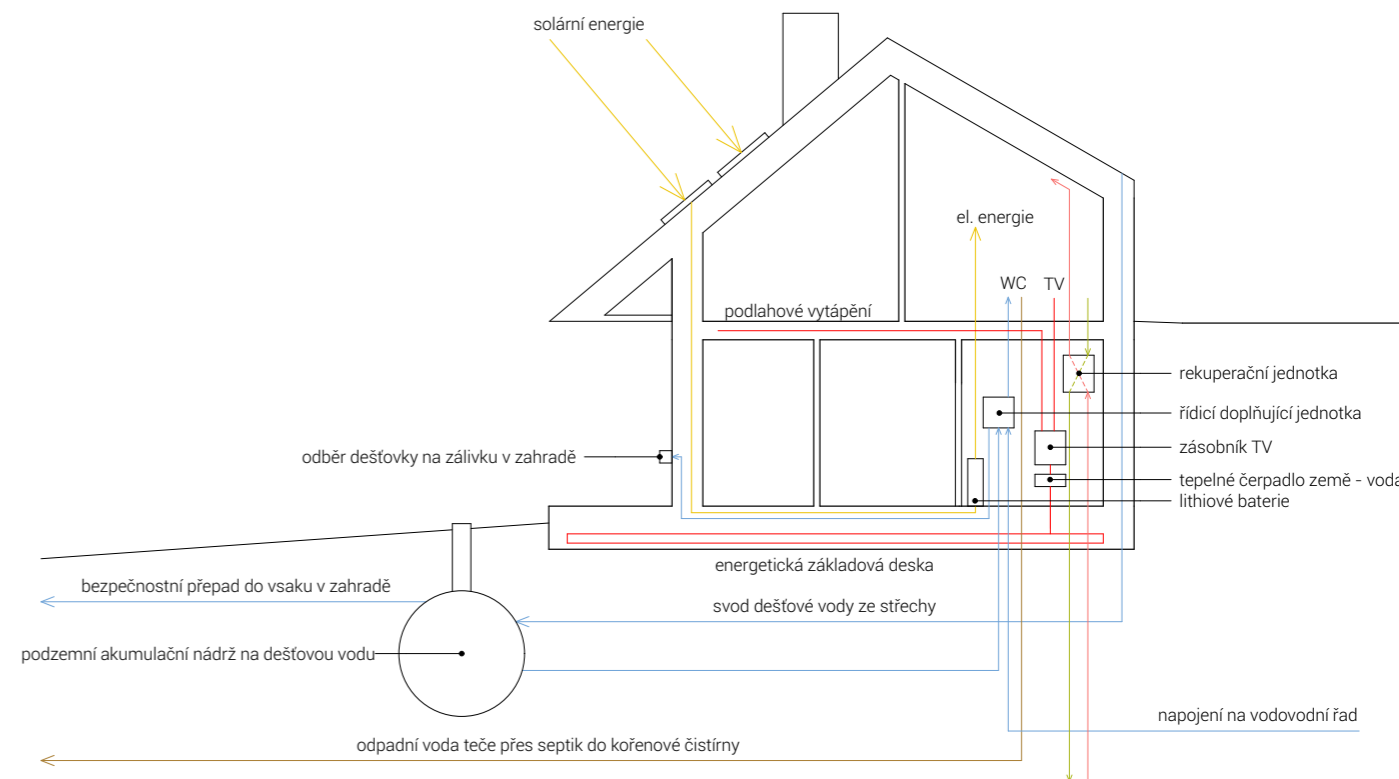 solární energie
el. energie
WC
TV
podlahové vytápění
rekuperační jednotka
řídicí doplňující jednotka
zásobník TV
odběr dešťovky na zálivku v zahradě
tepelné čerpadlo země - voda
lithiové baterie
energetická základová deska
bezpečnostní přepad do vsaku v zahradě
svod dešťové vody ze střechy
podzemní akumulační nádrž na dešťovou vodu
napojení na vodovodní řad
odpadní voda teče přes septik do kořenové čistírny